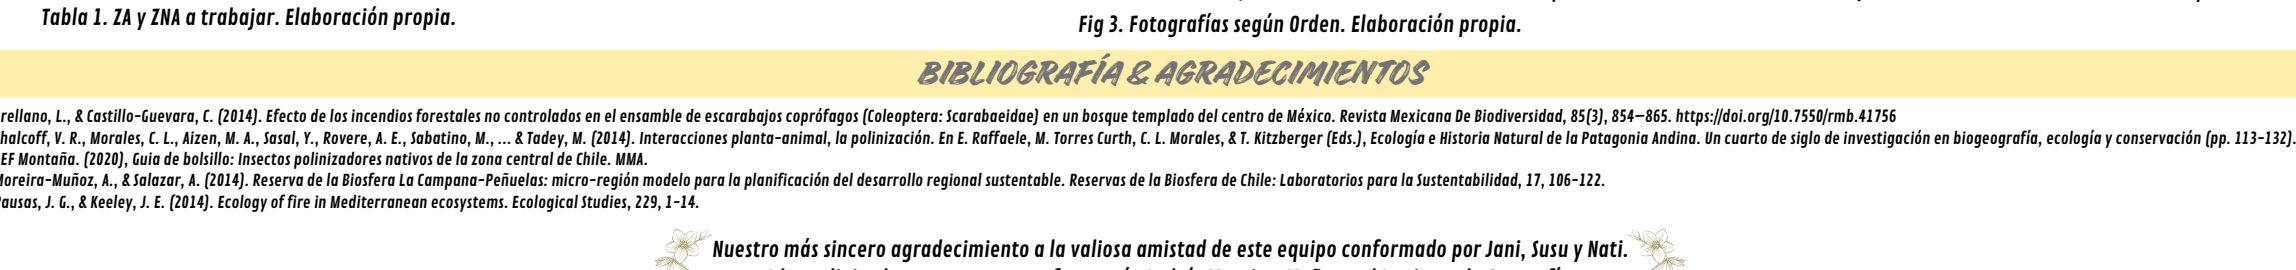 Tabla 1. ZA y ZNA a trabajar. Elaboración propia.
Fig 3. Fotografías según Orden. Elaboración propia.
BIBLIOGRAFÍA & AGRADECIMIENTOS
rellano, L., & Castillo-Guevara, C. (2014). Efecto de los incendios forestales no controlados en el ensamble de escarabajos coprófagos (Coleoptera: Scarabaeidae) en un bosque templado del centro de México. Revista Mexicana De Biodiversidad, 85(3), 854–865. https://doi.org/10.7550/rmb.41756
halcoff, V. R., Morales, C. L., Aizen, M. A., Sasal, Y., Rovere, A. E., Sabatino, M., ... & Tadey, M. (2014). Interacciones planta-animal, la polinización. En E. Raffaele, M. Torres Curth, C. L. Morales, & T. Kitzberger (Eds.), Ecología e Historia Natural de la Patagonia Andina. Un cuarto de siglo de investigación en biogeografía, ecología y conservación (pp. 113-132).
EF Montaña. (2020), Guia de bolsillo: Insectos polinizadores nativos de la zona central de Chile. MMA.
Moreira-Muñoz, A., & Salazar, A. (2014). Reserva de la Biosfera La Campana-Peñuelas: micro-región modelo para la planificación del desarrollo regional sustentable. Reservas de la Biosfera de Chile: Laboratorios para la Sustentabilidad, 17, 106-122.
Pausas, J. G., & Keeley, J. E. (2014). Ecology of fire in Mediterranean ecosystems. Ecological Studies, 229, 1-14.
Nuestro más sincero agradecimiento a la valiosa amistad de este equipo conformado por Jani, Susu y Nati.